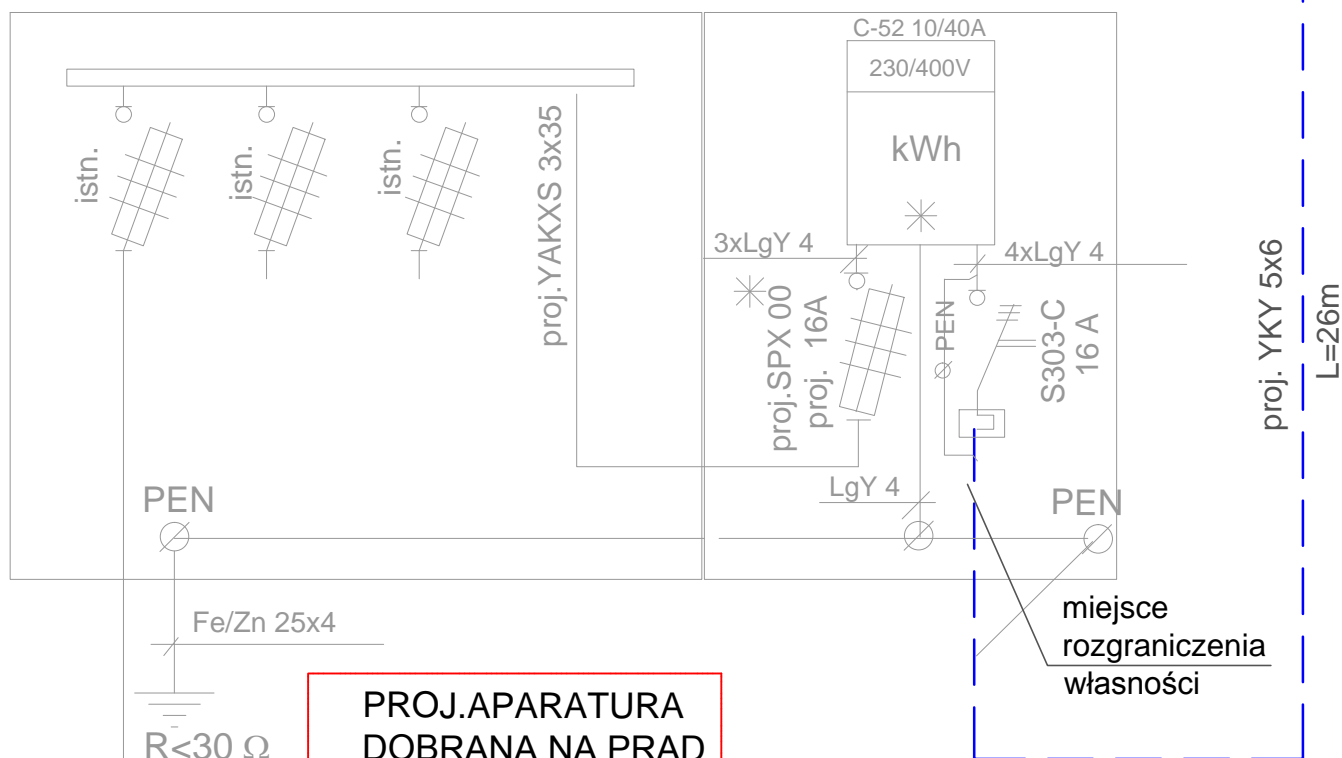 C-52 10/40A
230/400V
kWh
istn.
istn.
istn.
proj.YAKXS 3x35
3xLgY 4
4xLgY 4
proj.SPX 00
proj. 16A
PEN
S303-C
16 A
proj. YKY 5x6
L=26m
LgY 4
PEN
PEN
miejsce
rozgraniczenia
własności
Fe/Zn 25x4
R<30 Ω
PROJ.APARATURA
DOBRANA NA PRAD